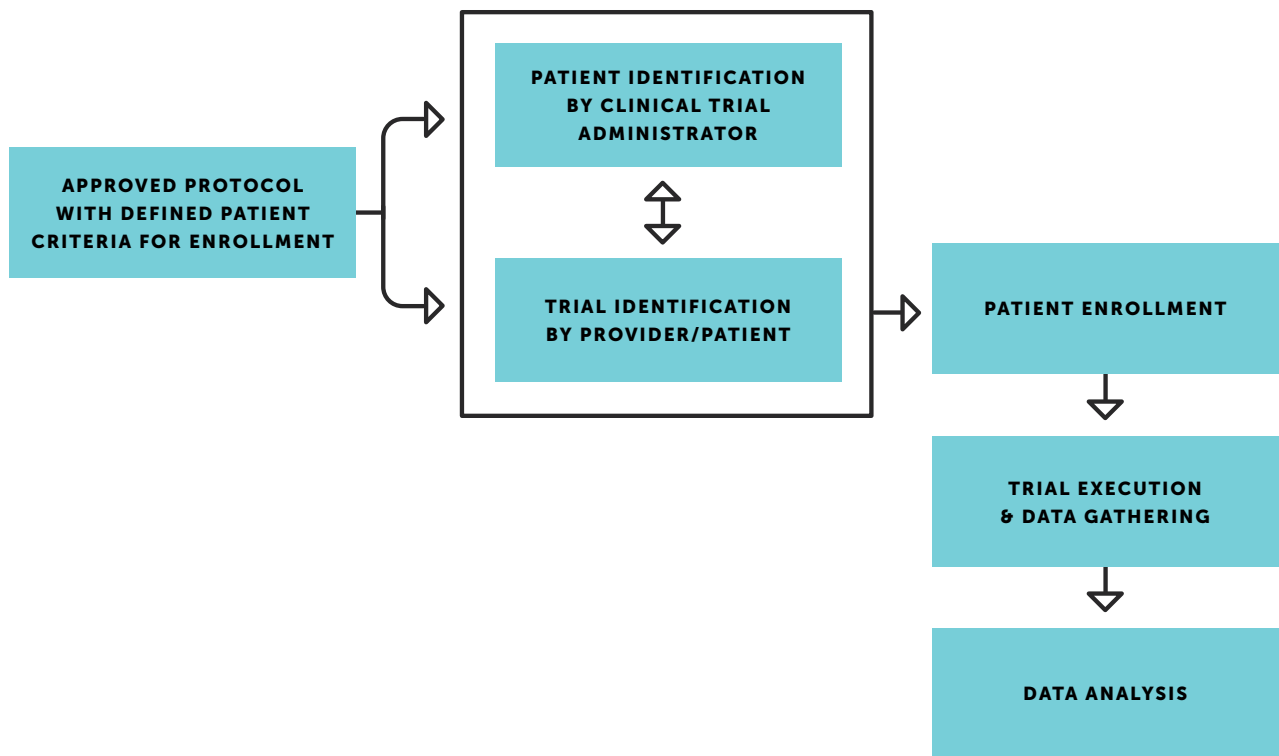 PATIENT IDENTIFICATION
BY CLINICAL TRIAL
ADMINISTRATOR
APPROVED PROTOCOL
WITH DEFINED PATIENT
CRITERIA FOR ENROLLMENT
TRIAL IDENTIFICATION
BY PROVIDER/PATIENT
PATIENT ENROLLMENT
TRIAL EXECUTION
& DATA GATHERING
DATA ANALYSIS